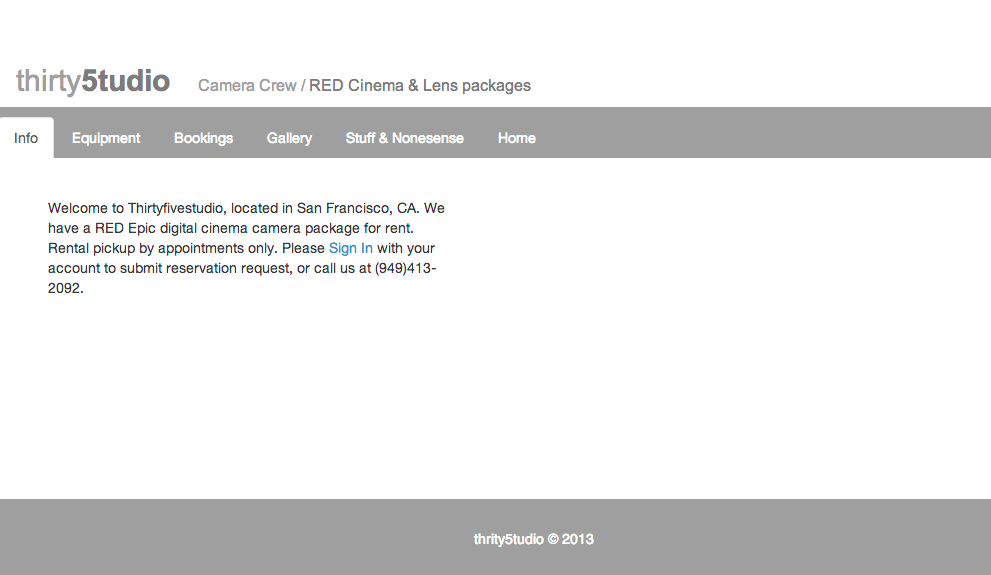 thirty5tudio Camera Crew / RED Cinema & Lens packages
Info Equipment Bookings Gallery Stuff & Nonesense Home
Welcome to Thirtyfivestudio, located in San Francisco, CA. We
have a RED Epic digital cinema camera package for rent.
Rental pickup by appointments only. Please Sign In with your
account to submit reservation request, or call us at (949)413-
2092.
thrity5tudio © 2013